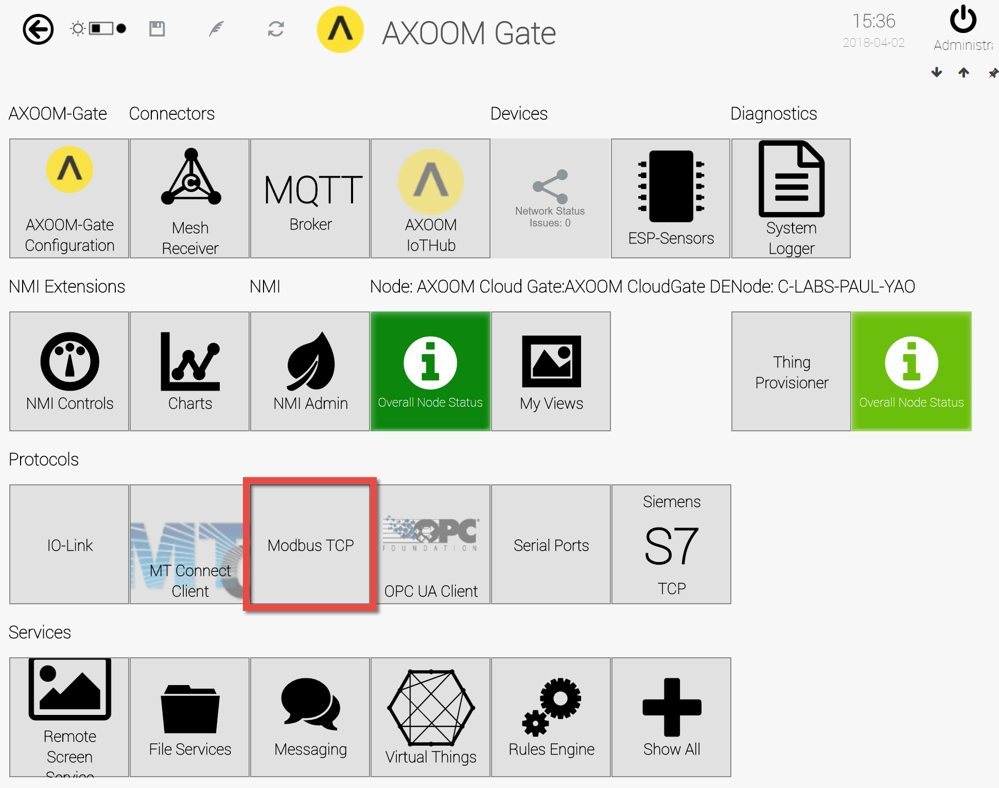 AXOOM Gate
15:36
2018-04-02
AXOOM-Gate
Connectors
Devices
Diagnostics
AXOOM-Gate
Configuration
Mesh
Receiver
MQTT
Broker
AXOOM
IoTHub
Network Status
Issues: 0
ESP-Sensors
System
Logger
NMI Extensions
NMI
Node: AXOOM Cloud Gate:AXOOM CloudGate DENode: C-LABS-PAUL-YAO
NMI Controls
Charts
NMI Admin
Overall Node Status
My Views
Thing
Provisioner
Overall Node Status
Protocols
IO-Link
MT Connect
Client
Modbus TCP
OPC
FOUNDATION
OPC UA Client
Serial Ports
Siemens
S7
TCP
Services
Remote
Screen
Service
File Services
Messaging
Virtual Things
Rules Engine
Show All